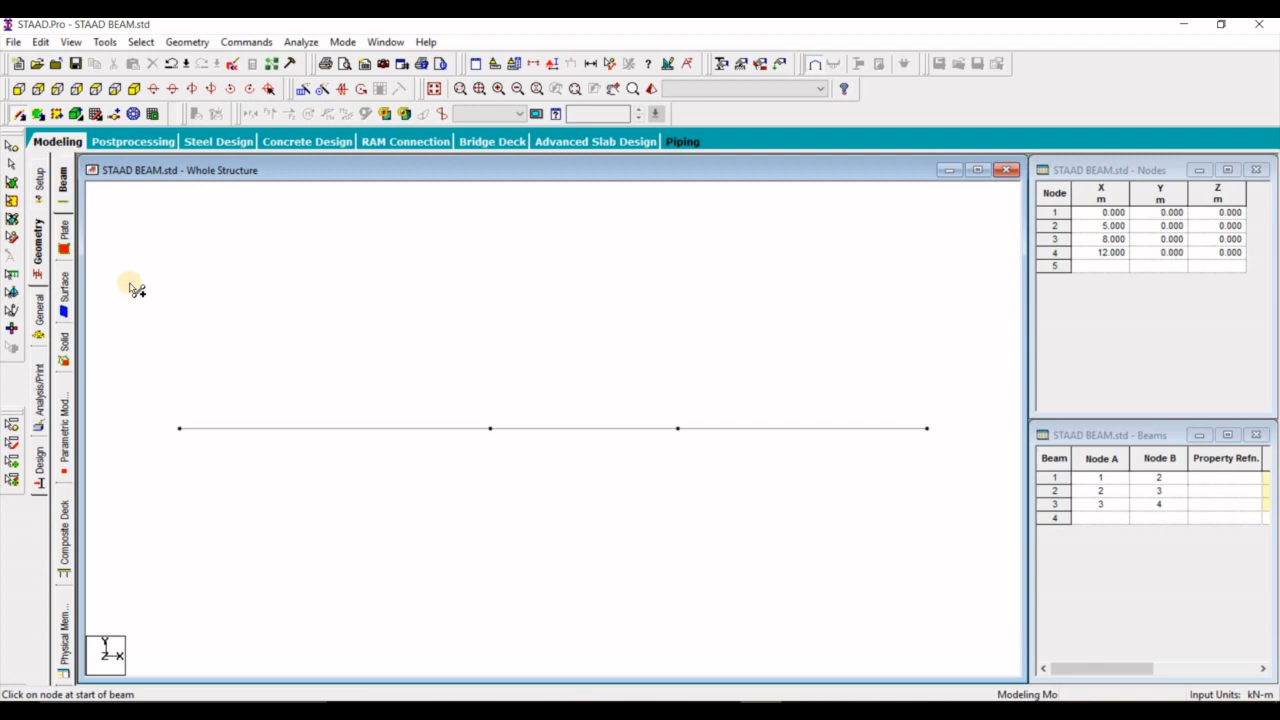 STAAD.Pro - STAAD BEAM.std
File Edit View Tools Select Geometry Commands Analyze Mode Window Help
Modeling Postprocessing Steel Design Concrete Design RAM Connection Bridge Deck Advanced Slab Design Piping
Setup
Geometry
General
Analysis/Print
Design
Beam
Plate
Surface
Solid
Parametric Mod...
Composite Deck
Physical Mem...
STAAD BEAM.std - Whole Structure
Y
Z X
STAAD BEAM.std - Nodes
Node X m Y m Z m
1 0.000 0.000 0.000
2 5.000 0.000 0.000
3 8.000 0.000 0.000
4 12.000 0.000 0.000
5
STAAD BEAM.std - Beams
Beam Node A Node B Property Refn.
1 1 2
2 2 3
3 3 4
4
Click on node at start of beam Modeling Mo Input Units: kN-m